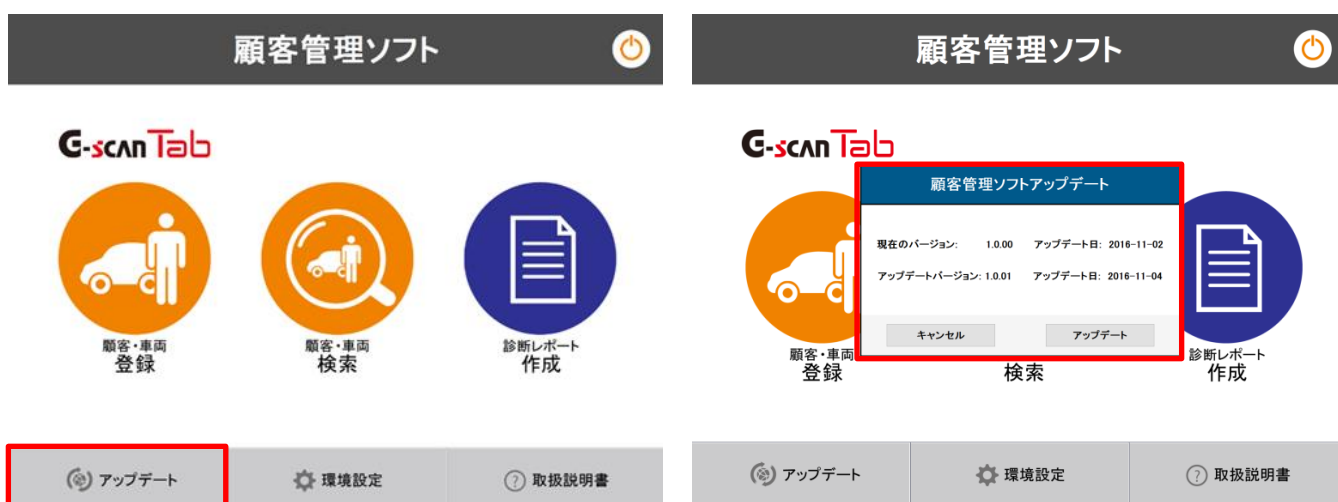 顧客管理ソフト
G-scan Tab
顧客・車両
登録
顧客・車両
検索
診断レポート
作成
アップデート
環境設定
? 取扱説明書
顧客管理ソフト
G-scan Tab
顧客管理ソフトアップデート
現在のバージョン: 1.0.00 アップデート日: 2016-11-02
アップデートバージョン: 1.0.01 アップデート日: 2016-11-04
キャンセル
アップデート
顧客・車両
登録
検索
診断レポート
作成
アップデート
環境設定
? 取扱説明書